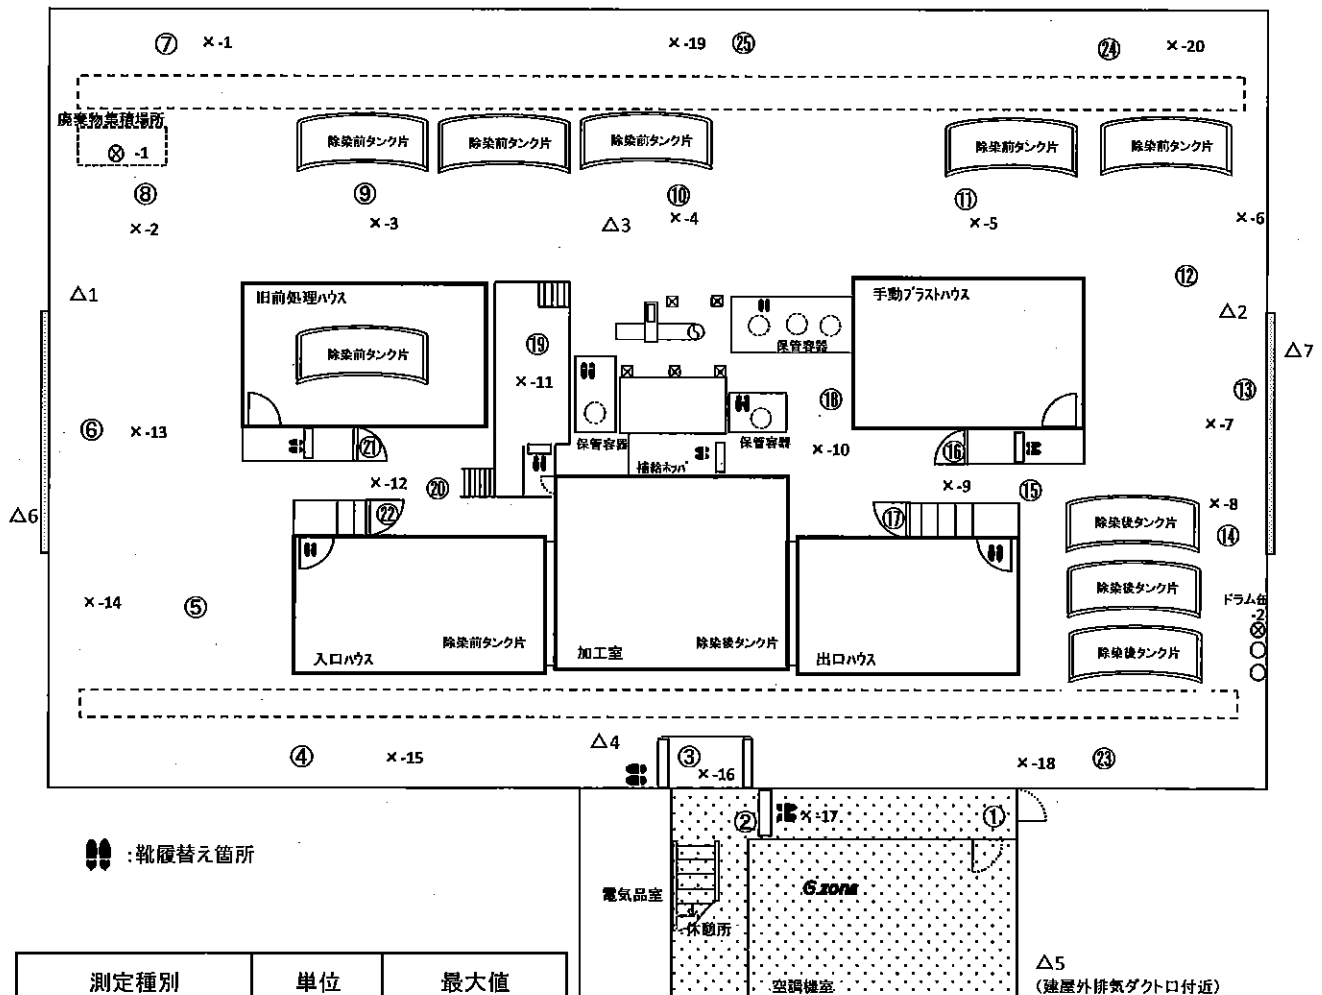 ⑦ ×-1 ×-19 ㉕ ㉔ ×-20
廃棄物集積場所
⊗ -1
除染前タンク片 除染前タンク片 除染前タンク片 除染前タンク片 除染前タンク片
⑧ ⑨ ⑩ ⑪
×-2 ×-3 △3 ×-4 ×-5 ×-6
⑫
△1 △2
旧前処理ハウス
手動ブラストハウス
除染前タンク片
⑲
×-11
保管容器
△7
⑬
⑱
⑥ ×-13 ×-7
㉑ 保管容器 保管容器 ×-10 ⑯
補給ホッパ
×-12 ⑳ ×-9 ⑮ ×-8
△6 ㉒ ⑰ 除染後タンク片 ⑭
除染後タンク片
×-14 ⑤ ドラム缶
-2
⊗
入口ハウス 除染前タンク片 加工室 除染後タンク片 出口ハウス 除染後タンク片
④ ×-15 △4 ③ ×-16 ×-18 ㉓
② ×-17 ①
:靴履替え箇所
電気品室 G zone
休憩所
空調機室
△5
(建屋外排気ダクト口付近)
測定種別 単位 最大値